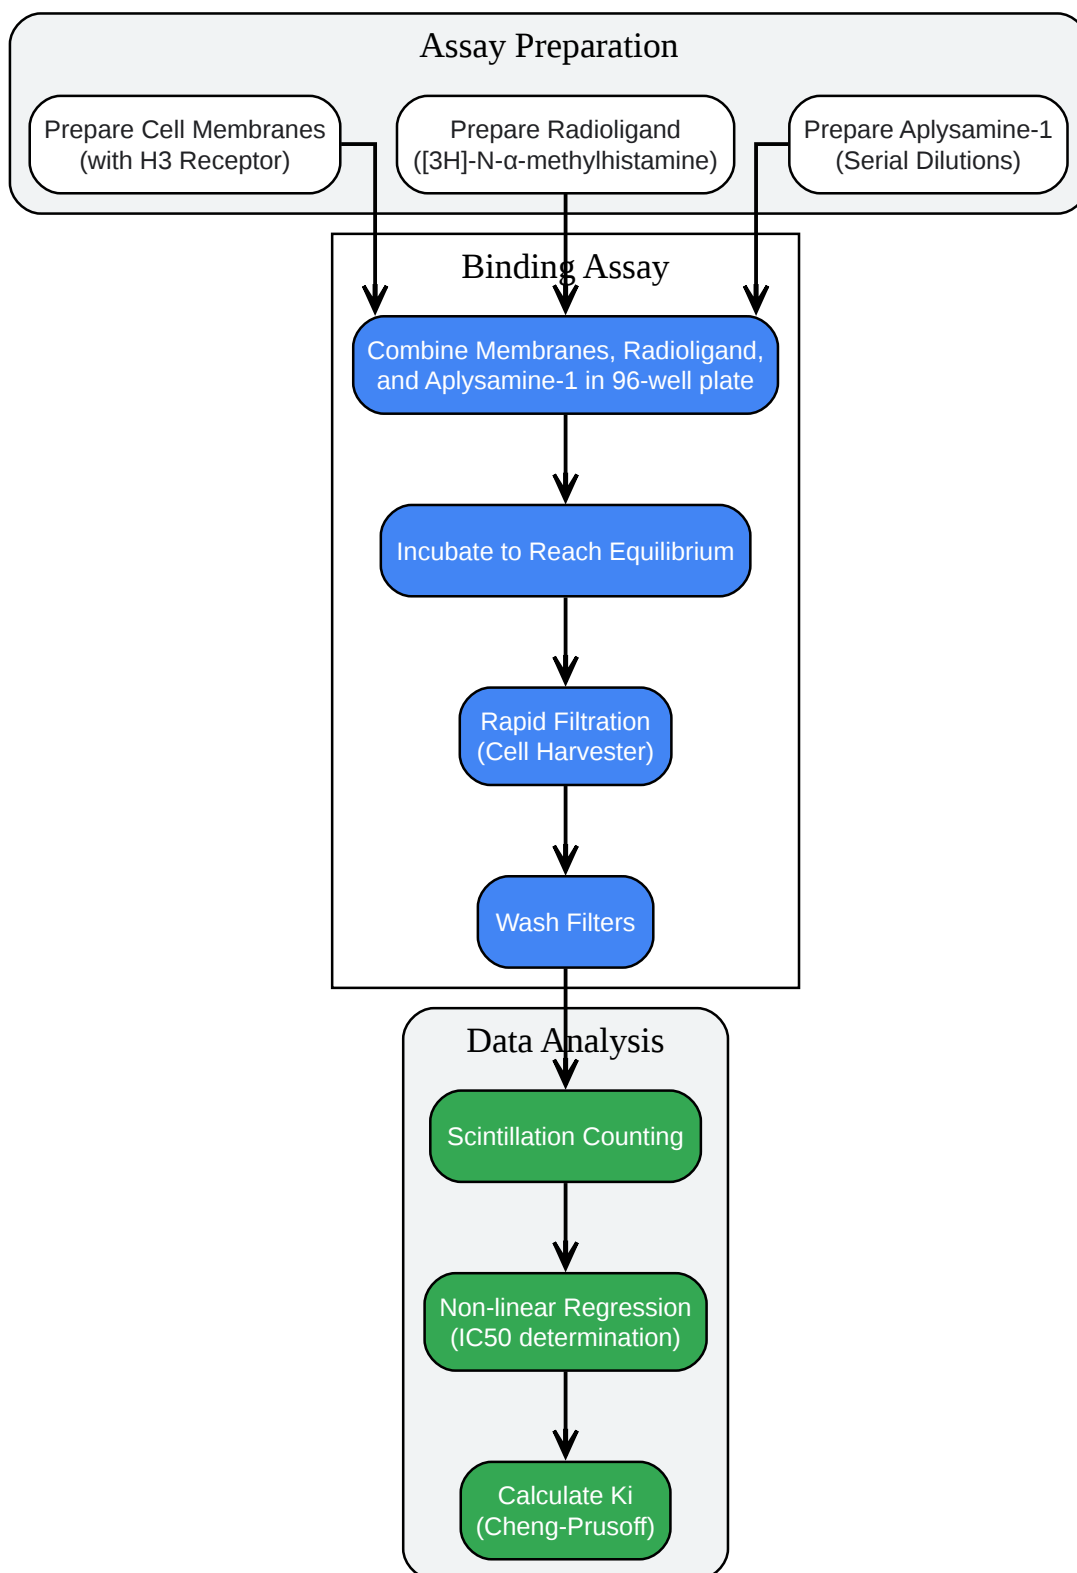 Assay Preparation
Prepare Cell Membranes
(with H3 Receptor)
Prepare Radioligand
([3H]-N-α-methylhistamine)
Prepare Aplysamine-1
(Serial Dilutions)
Binding Assay
Combine Membranes, Radioligand,
and Aplysamine-1 in 96-well plate
Incubate to Reach Equilibrium
Rapid Filtration
(Cell Harvester)
Wash Filters
Data Analysis
Scintillation Counting
Non-linear Regression
(IC50 determination)
Calculate Ki
(Cheng-Prusoff)